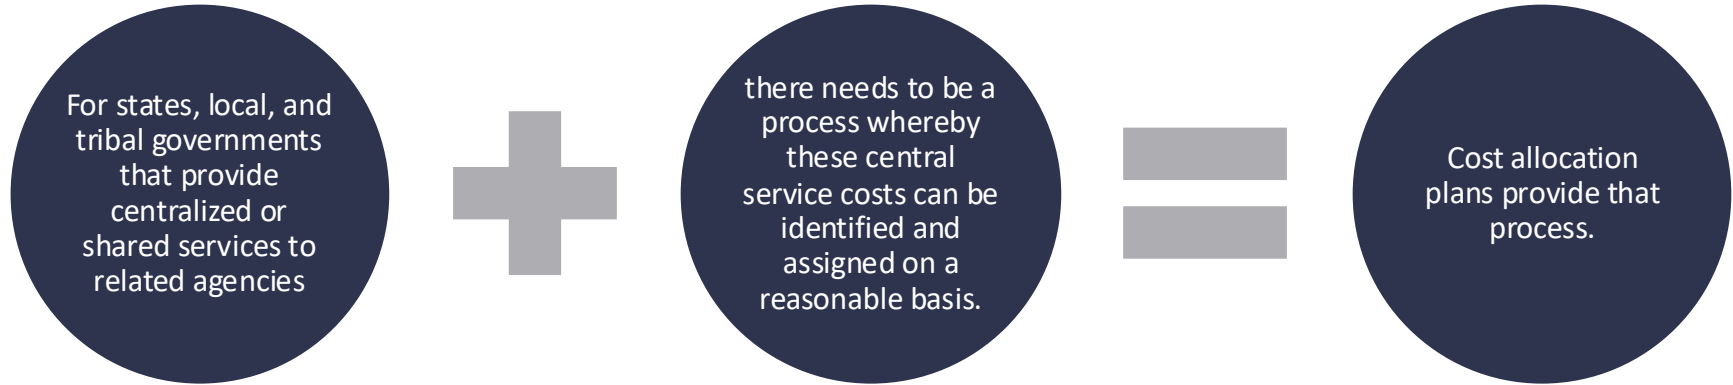 For states, local, and
tribal governments
that provide
centralized or
shared services to
related agencies
there needs to be a
process whereby
these central
service costs can be
identified and
assigned on a
reasonable basis.
Cost allocation
plans provide that
process.